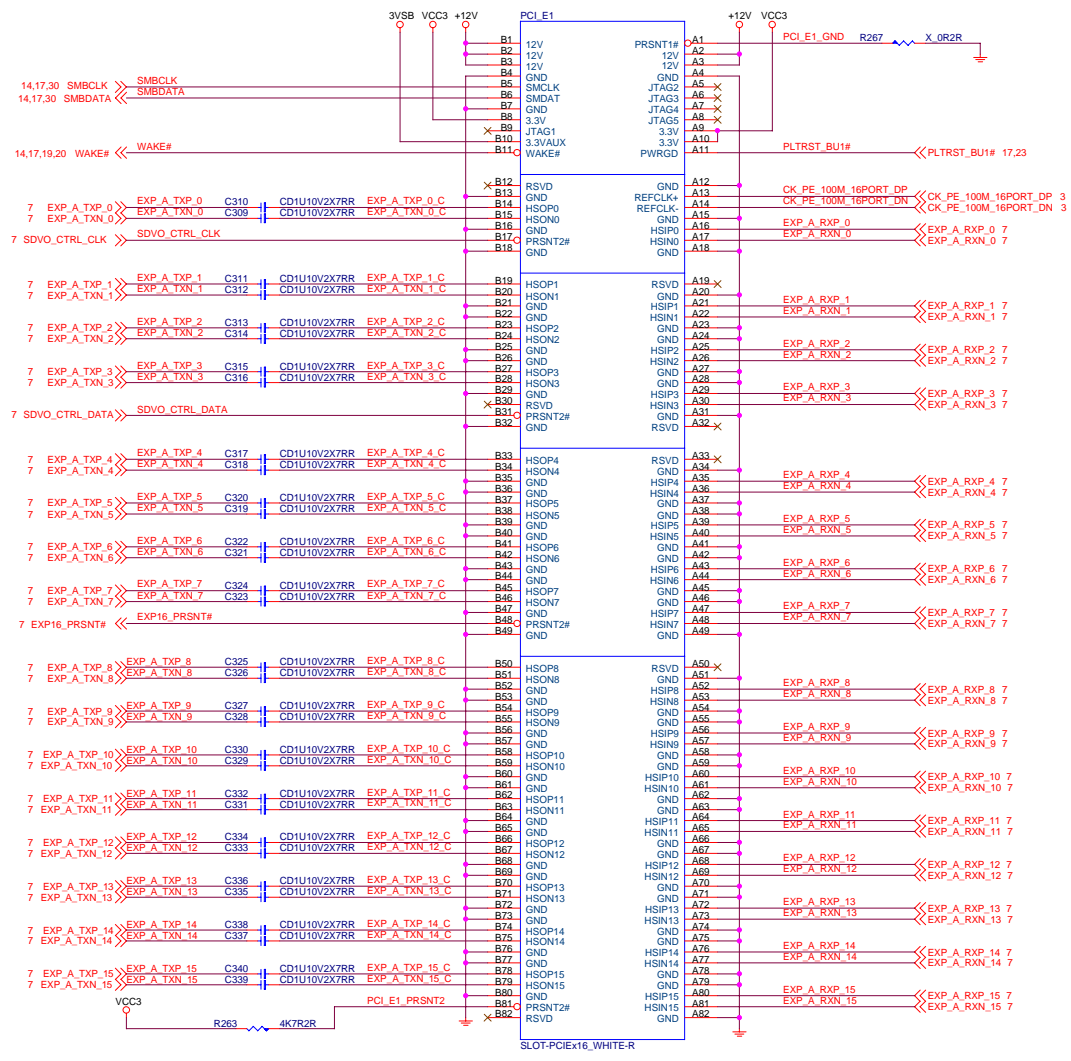 3VSB VCC3 +12V PCI_E1 +12V VCC3
B1 12V PRSNT1# A1 PCI_E1_GND R267 X_0R2R
B2 12V 12V A2
B3 12V 12V A3
B4 GND GND A4
14,17,30 SMBCLK SMBCLK B5 SMCLK JTAG2 A5
14,17,30 SMBDATA SMBDATA B6 SMDAT JTAG3 A6
B7 GND JTAG4 A7
B8 3.3V JTAG5 A8
B9 JTAG1 3.3V A9
B10 3.3VAUX 3.3V A10
14,17,19,20 WAKE# WAKE# B11 WAKE# PWRGD A11 PLTRST_BU1# PLTRST_BU1# 17,23
B12 RSVD GND A12
B13 GND REFCLK+ A13 CK_PE_100M_16PORT_DP CK_PE_100M_16PORT_DP 3
7 EXP_A_TXP_0 EXP_A_TXP_0 C310 CD1U10V2X7RR EXP_A_TXP_0_C B14 HSOP0 REFCLK- A14 CK_PE_100M_16PORT_DN CK_PE_100M_16PORT_DN 3
7 EXP_A_TXN_0 EXP_A_TXN_0 C309 CD1U10V2X7RR EXP_A_TXN_0_C B15 HSON0 GND A15
B16 GND HSIP0 A16 EXP_A_RXP_0 EXP_A_RXP_0 7
7 SDVO_CTRL_CLK SDVO_CTRL_CLK B17 PRSNT2# HSIN0 A17 EXP_A_RXN_0 EXP_A_RXN_0 7
B18 GND GND A18
7 EXP_A_TXP_1 EXP_A_TXP_1 C311 CD1U10V2X7RR EXP_A_TXP_1_C B19 HSOP1 RSVD A19
7 EXP_A_TXN_1 EXP_A_TXN_1 C312 CD1U10V2X7RR EXP_A_TXN_1_C B20 HSON1 GND A20
B21 GND HSIP1 A21 EXP_A_RXP_1 EXP_A_RXP_1 7
B22 GND HSIN1 A22 EXP_A_RXN_1 EXP_A_RXN_1 7
7 EXP_A_TXP_2 EXP_A_TXP_2 C313 CD1U10V2X7RR EXP_A_TXP_2_C B23 HSOP2 GND A23
7 EXP_A_TXN_2 EXP_A_TXN_2 C314 CD1U10V2X7RR EXP_A_TXN_2_C B24 HSON2 GND A24
B25 GND HSIP2 A25 EXP_A_RXP_2 EXP_A_RXP_2 7
B26 GND HSIN2 A26 EXP_A_RXN_2 EXP_A_RXN_2 7
7 EXP_A_TXP_3 EXP_A_TXP_3 C315 CD1U10V2X7RR EXP_A_TXP_3_C B27 HSOP3 GND A27
7 EXP_A_TXN_3 EXP_A_TXN_3 C316 CD1U10V2X7RR EXP_A_TXN_3_C B28 HSON3 GND A28
B29 GND HSIP3 A29 EXP_A_RXP_3 EXP_A_RXP_3 7
B30 RSVD HSIN3 A30 EXP_A_RXN_3 EXP_A_RXN_3 7
7 SDVO_CTRL_DATA SDVO_CTRL_DATA B31 PRSNT2# GND A31
B32 GND RSVD A32
7 EXP_A_TXP_4 EXP_A_TXP_4 C317 CD1U10V2X7RR EXP_A_TXP_4_C B33 HSOP4 RSVD A33
7 EXP_A_TXN_4 EXP_A_TXN_4 C318 CD1U10V2X7RR EXP_A_TXN_4_C B34 HSON4 GND A34
B35 GND HSIP4 A35 EXP_A_RXP_4 EXP_A_RXP_4 7
B36 GND HSIN4 A36 EXP_A_RXN_4 EXP_A_RXN_4 7
7 EXP_A_TXP_5 EXP_A_TXP_5 C320 CD1U10V2X7RR EXP_A_TXP_5_C B37 HSOP5 GND A37
7 EXP_A_TXN_5 EXP_A_TXN_5 C319 CD1U10V2X7RR EXP_A_TXN_5_C B38 HSON5 GND A38
B39 GND HSIP5 A39 EXP_A_RXP_5 EXP_A_RXP_5 7
B40 GND HSIN5 A40 EXP_A_RXN_5 EXP_A_RXN_5 7
7 EXP_A_TXP_6 EXP_A_TXP_6 C322 CD1U10V2X7RR EXP_A_TXP_6_C B41 HSOP6 GND A41
7 EXP_A_TXN_6 EXP_A_TXN_6 C321 CD1U10V2X7RR EXP_A_TXN_6_C B42 HSON6 GND A42
B43 GND HSIP6 A43 EXP_A_RXP_6 EXP_A_RXP_6 7
B44 GND HSIN6 A44 EXP_A_RXN_6 EXP_A_RXN_6 7
7 EXP_A_TXP_7 EXP_A_TXP_7 C324 CD1U10V2X7RR EXP_A_TXP_7_C B45 HSOP7 GND A45
7 EXP_A_TXN_7 EXP_A_TXN_7 C323 CD1U10V2X7RR EXP_A_TXN_7_C B46 HSON7 GND A46
B47 GND HSIP7 A47 EXP_A_RXP_7 EXP_A_RXP_7 7
7 EXP16_PRSNT# EXP16_PRSNT# B48 PRSNT2# HSIN7 A48 EXP_A_RXN_7 EXP_A_RXN_7 7
B49 GND GND A49
7 EXP_A_TXP_8 EXP_A_TXP_8 C325 CD1U10V2X7RR EXP_A_TXP_8_C B50 HSOP8 RSVD A50
7 EXP_A_TXN_8 EXP_A_TXN_8 C326 CD1U10V2X7RR EXP_A_TXN_8_C B51 HSON8 GND A51
B52 GND HSIP8 A52 EXP_A_RXP_8 EXP_A_RXP_8 7
B53 GND HSIN8 A53 EXP_A_RXN_8 EXP_A_RXN_8 7
7 EXP_A_TXP_9 EXP_A_TXP_9 C327 CD1U10V2X7RR EXP_A_TXP_9_C B54 HSOP9 GND A54
7 EXP_A_TXN_9 EXP_A_TXN_9 C328 CD1U10V2X7RR EXP_A_TXN_9_C B55 HSON9 GND A55
B56 GND HSIP9 A56 EXP_A_RXP_9 EXP_A_RXP_9 7
B57 GND HSIN9 A57 EXP_A_RXN_9 EXP_A_RXN_9 7
7 EXP_A_TXP_10 EXP_A_TXP_10 C330 CD1U10V2X7RR EXP_A_TXP_10_C B58 HSOP10 GND A58
7 EXP_A_TXN_10 EXP_A_TXN_10 C329 CD1U10V2X7RR EXP_A_TXN_10_C B59 HSON10 GND A59
B60 GND HSIP10 A60 EXP_A_RXP_10 EXP_A_RXP_10 7
B61 GND HSIN10 A61 EXP_A_RXN_10 EXP_A_RXN_10 7
7 EXP_A_TXP_11 EXP_A_TXP_11 C332 CD1U10V2X7RR EXP_A_TXP_11_C B62 HSOP11 GND A62
7 EXP_A_TXN_11 EXP_A_TXN_11 C331 CD1U10V2X7RR EXP_A_TXN_11_C B63 HSON11 GND A63
B64 GND HSIP11 A64 EXP_A_RXP_11 EXP_A_RXP_11 7
B65 GND HSIN11 A65 EXP_A_RXN_11 EXP_A_RXN_11 7
7 EXP_A_TXP_12 EXP_A_TXP_12 C334 CD1U10V2X7RR EXP_A_TXP_12_C B66 HSOP12 GND A66
7 EXP_A_TXN_12 EXP_A_TXN_12 C333 CD1U10V2X7RR EXP_A_TXN_12_C B67 HSON12 GND A67
B68 GND HSIP12 A68 EXP_A_RXP_12 EXP_A_RXP_12 7
B69 GND HSIN12 A69 EXP_A_RXN_12 EXP_A_RXN_12 7
7 EXP_A_TXP_13 EXP_A_TXP_13 C336 CD1U10V2X7RR EXP_A_TXP_13_C B70 HSOP13 GND A70
7 EXP_A_TXN_13 EXP_A_TXN_13 C335 CD1U10V2X7RR EXP_A_TXN_13_C B71 HSON13 GND A71
B72 GND HSIP13 A72 EXP_A_RXP_13 EXP_A_RXP_13 7
B73 GND HSIN13 A73 EXP_A_RXN_13 EXP_A_RXN_13 7
7 EXP_A_TXP_14 EXP_A_TXP_14 C338 CD1U10V2X7RR EXP_A_TXP_14_C B74 HSOP14 GND A74
7 EXP_A_TXN_14 EXP_A_TXN_14 C337 CD1U10V2X7RR EXP_A_TXN_14_C B75 HSON14 GND A75
B76 GND HSIP14 A76 EXP_A_RXP_14 EXP_A_RXP_14 7
B77 GND HSIN14 A77 EXP_A_RXN_14 EXP_A_RXN_14 7
7 EXP_A_TXP_15 EXP_A_TXP_15 C340 CD1U10V2X7RR EXP_A_TXP_15_C B78 HSOP15 GND A78
7 EXP_A_TXN_15 EXP_A_TXN_15 C339 CD1U10V2X7RR EXP_A_TXN_15_C B79 HSON15 GND A79
B80 GND HSIP15 A80 EXP_A_RXP_15 EXP_A_RXP_15 7
VCC3 PCI_E1_PRSNT2 B81 PRSNT2# HSIN15 A81 EXP_A_RXN_15 EXP_A_RXN_15 7
B82 RSVD GND A82
R263 4K7R2R
SLOT-PCIEx16_WHITE-R